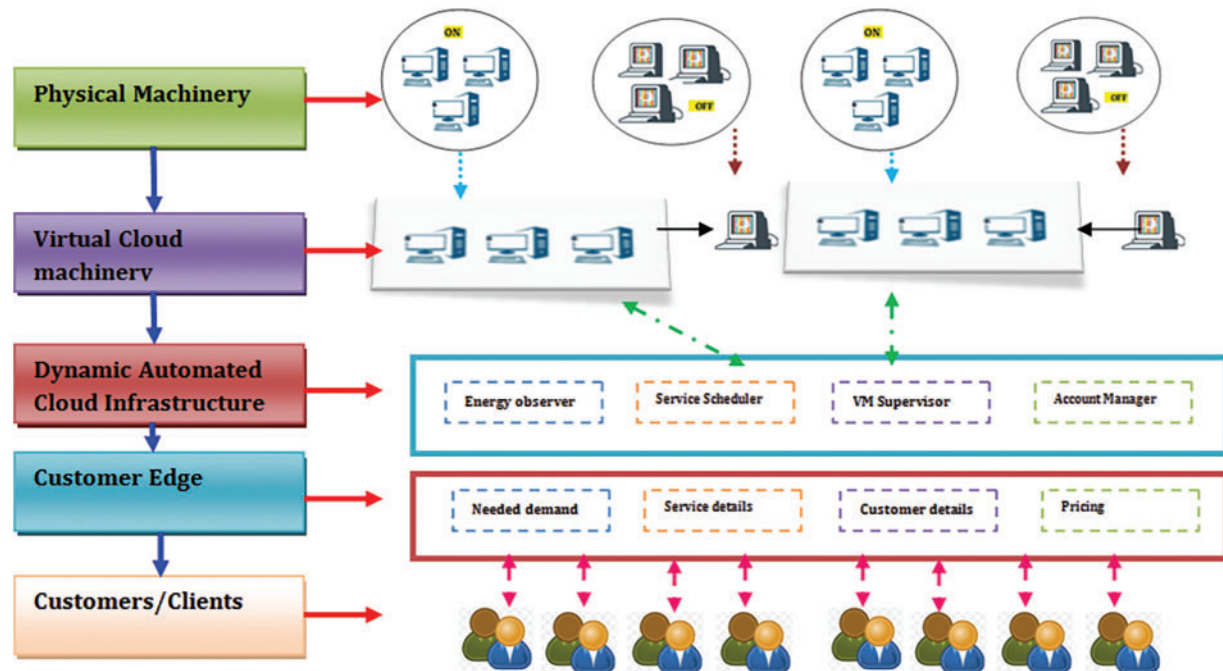 Physical Machinery
ON
OFF
ON
OFF
Virtual Cloud
machinery
Dynamic Automated
Cloud Infrastructure
Energy observer
Service Scheduler
VM Supervisor
Account Manager
Customer Edge
Needed demand
Service details
Customer details
Pricing
Customers/Clients